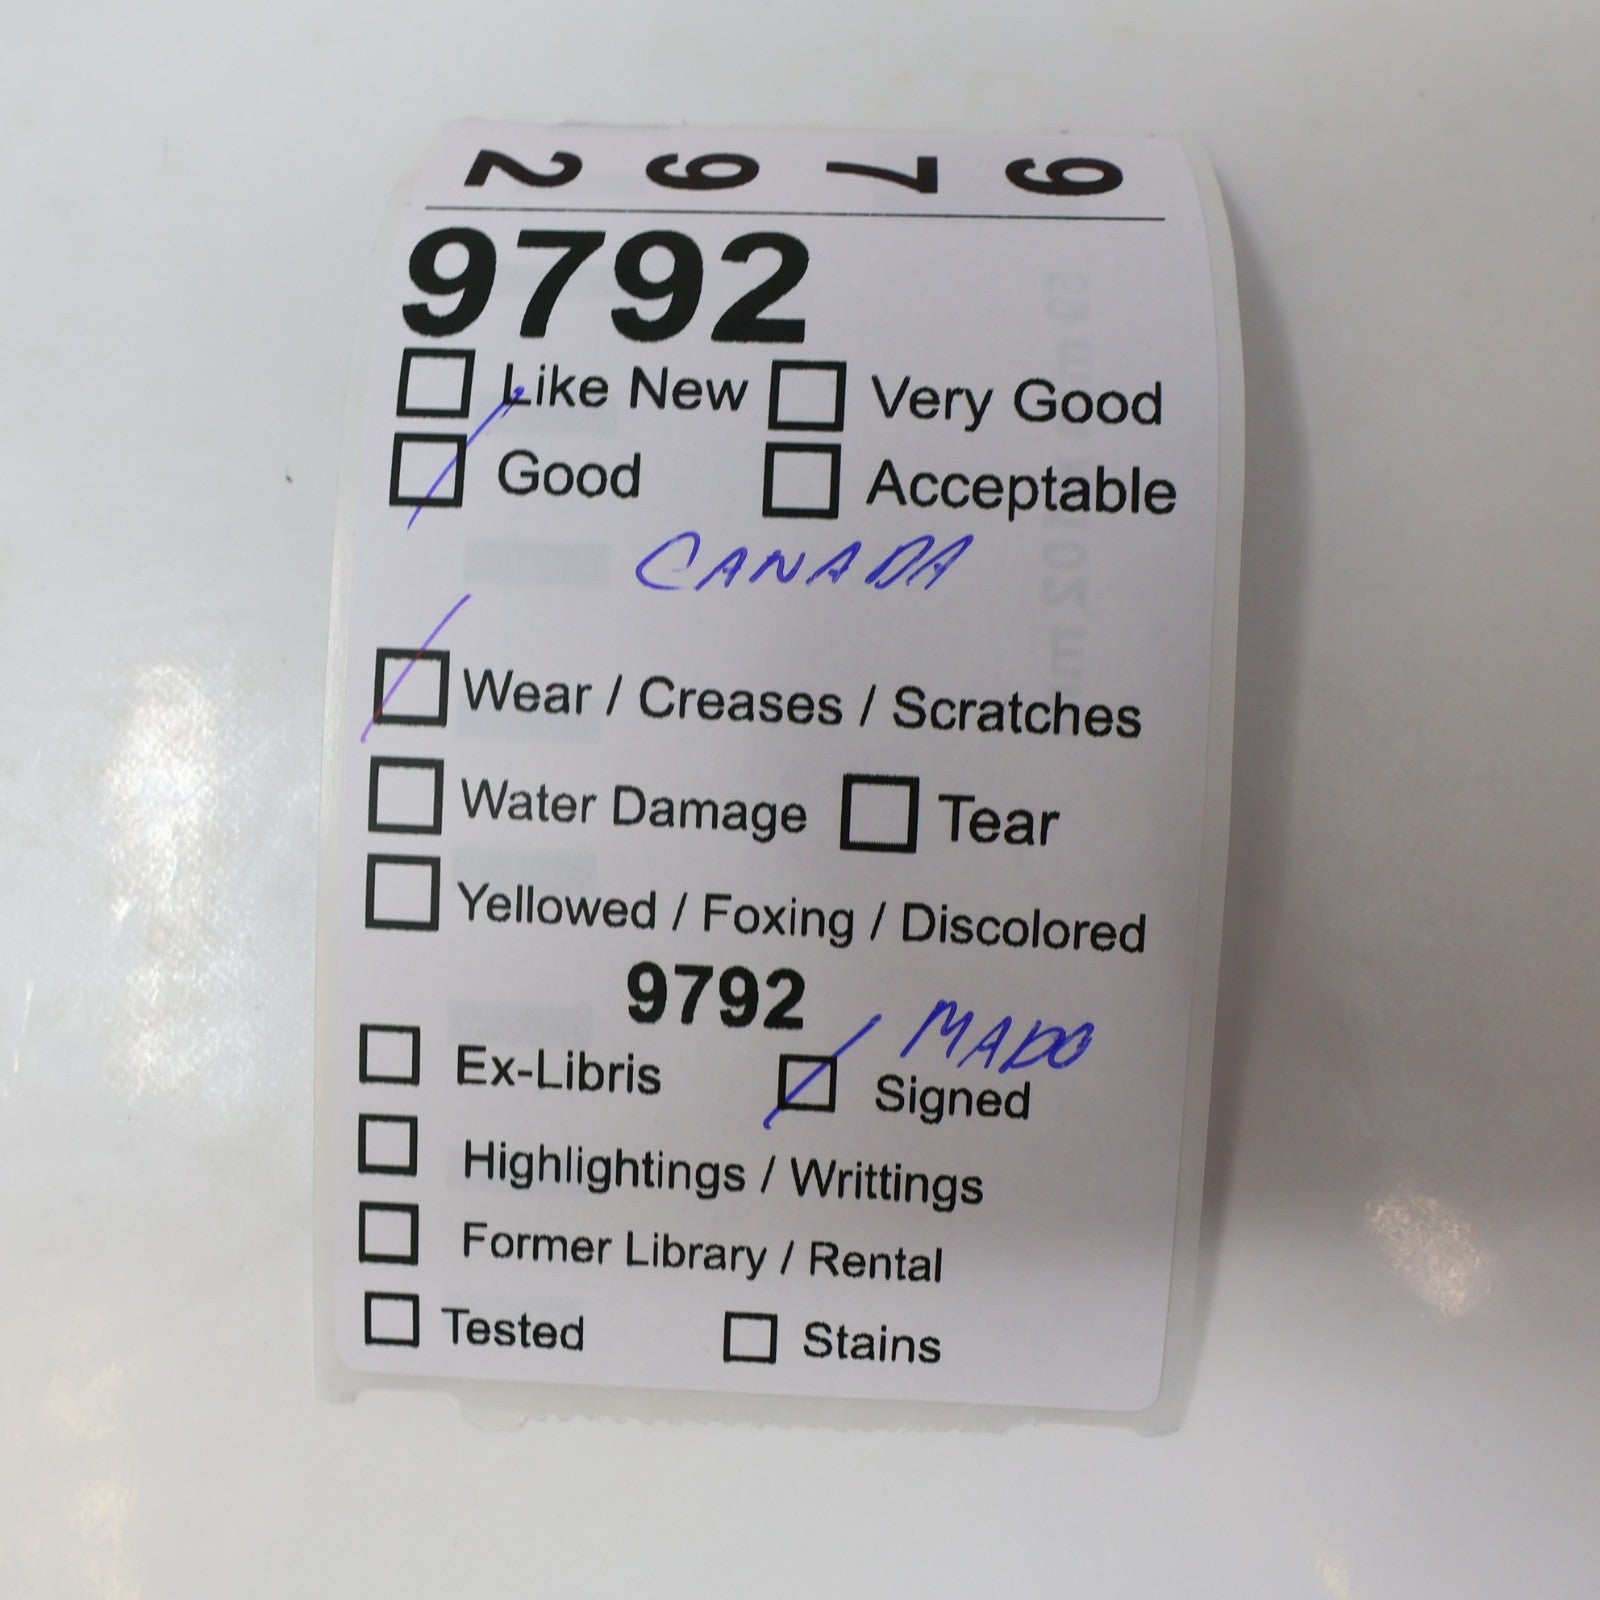 9792
9792
Like New Very Good
Good Acceptable
CANADA
Wear / Creases / Scratches
Water Damage Tear
Yellowed / Foxing / Discolored
9792
MADO
Ex-Libris Signed
Highlightings / Writtings
Former Library / Rental
Tested Stains